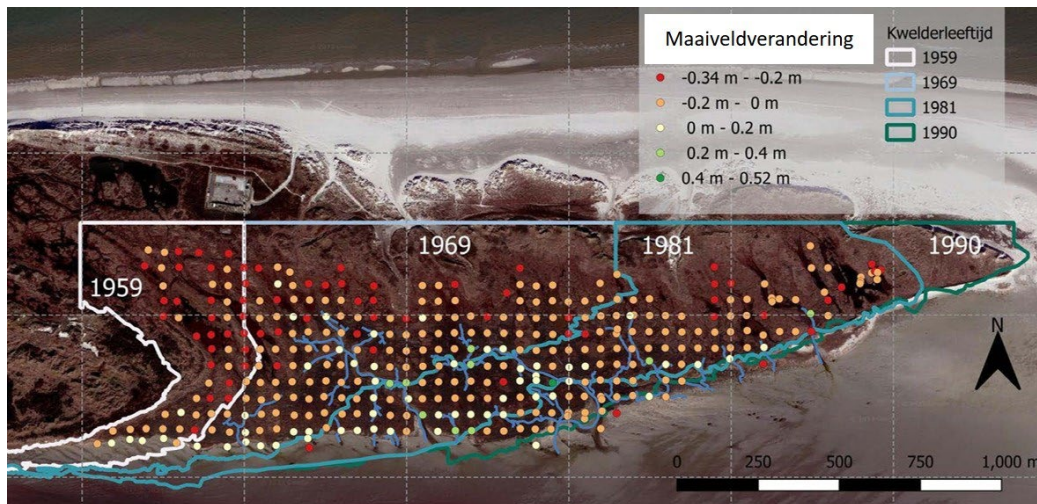 Maaiveldverandering
-0.34 m - -0.2 m
-0.2 m - 0 m
0 m - 0.2 m
0.2 m - 0.4 m
0.4 m - 0.52 m
Kwelderleeftijd
1959
1969
1981
1990
1959
1969
1981
1990
N
0 250 500 750 1,000 m